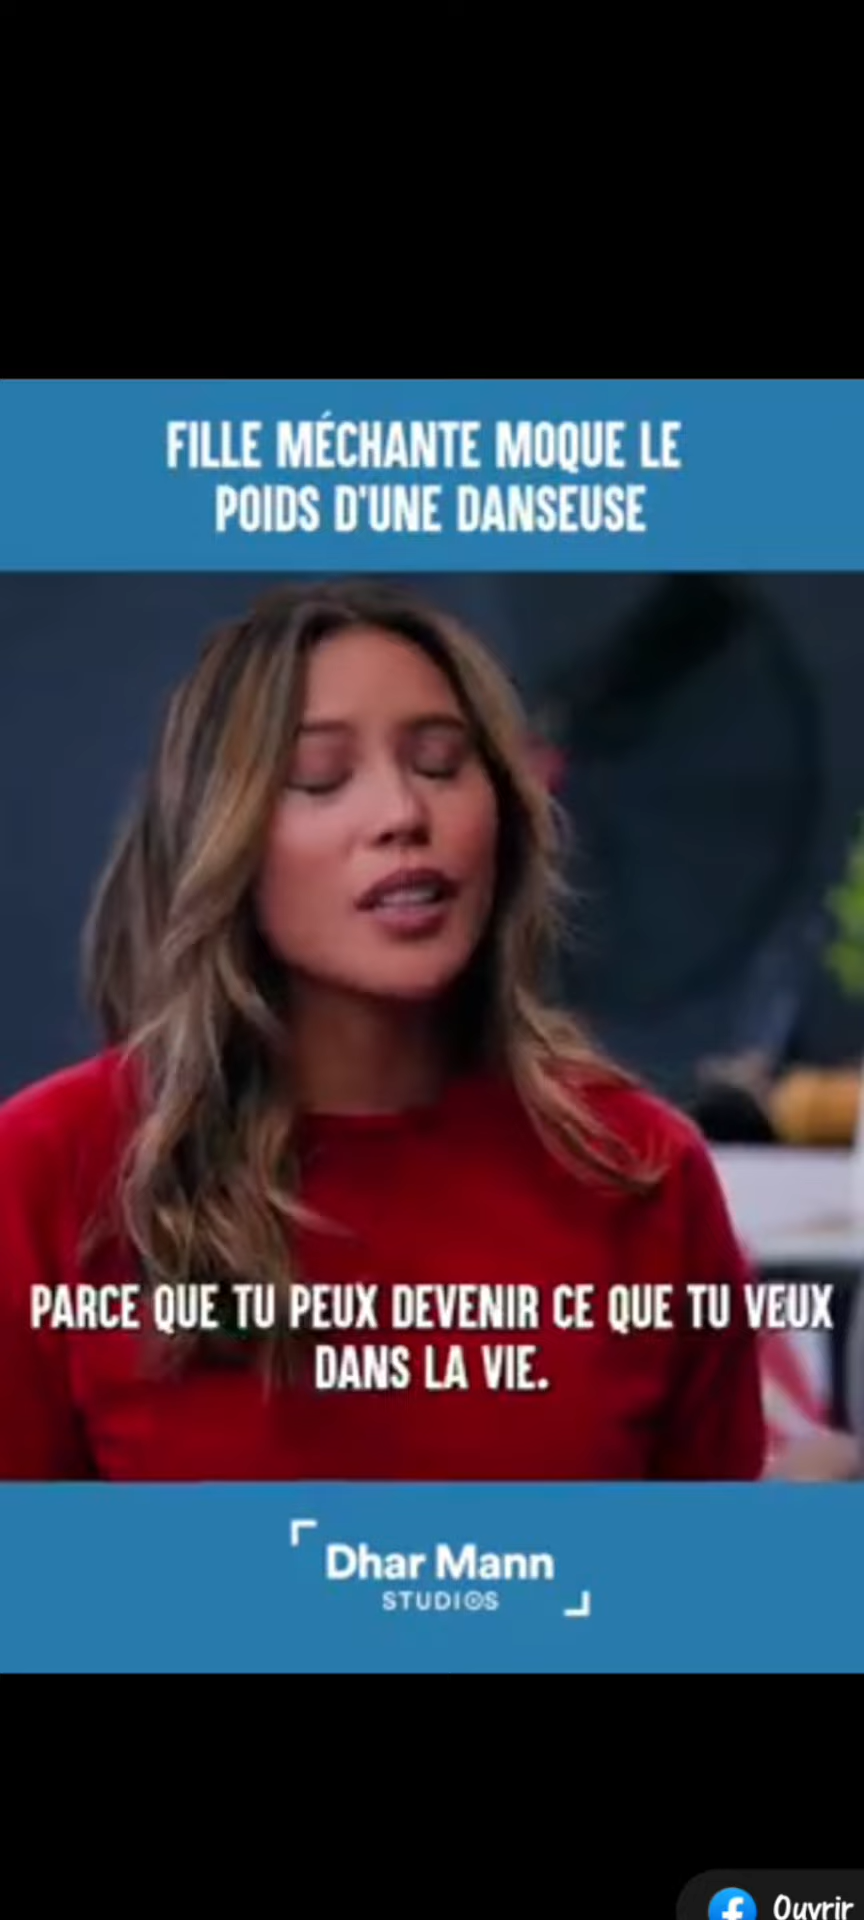 FILLE MÉCHANTE MOQUE LE
POIDS D'UNE DANSEUSE
PARCE QUE TU PEUX DEVENIR CE QUE TU VEUX
DANS LA VIE.
Dhar Mann
STUDIOS
Ouvrir